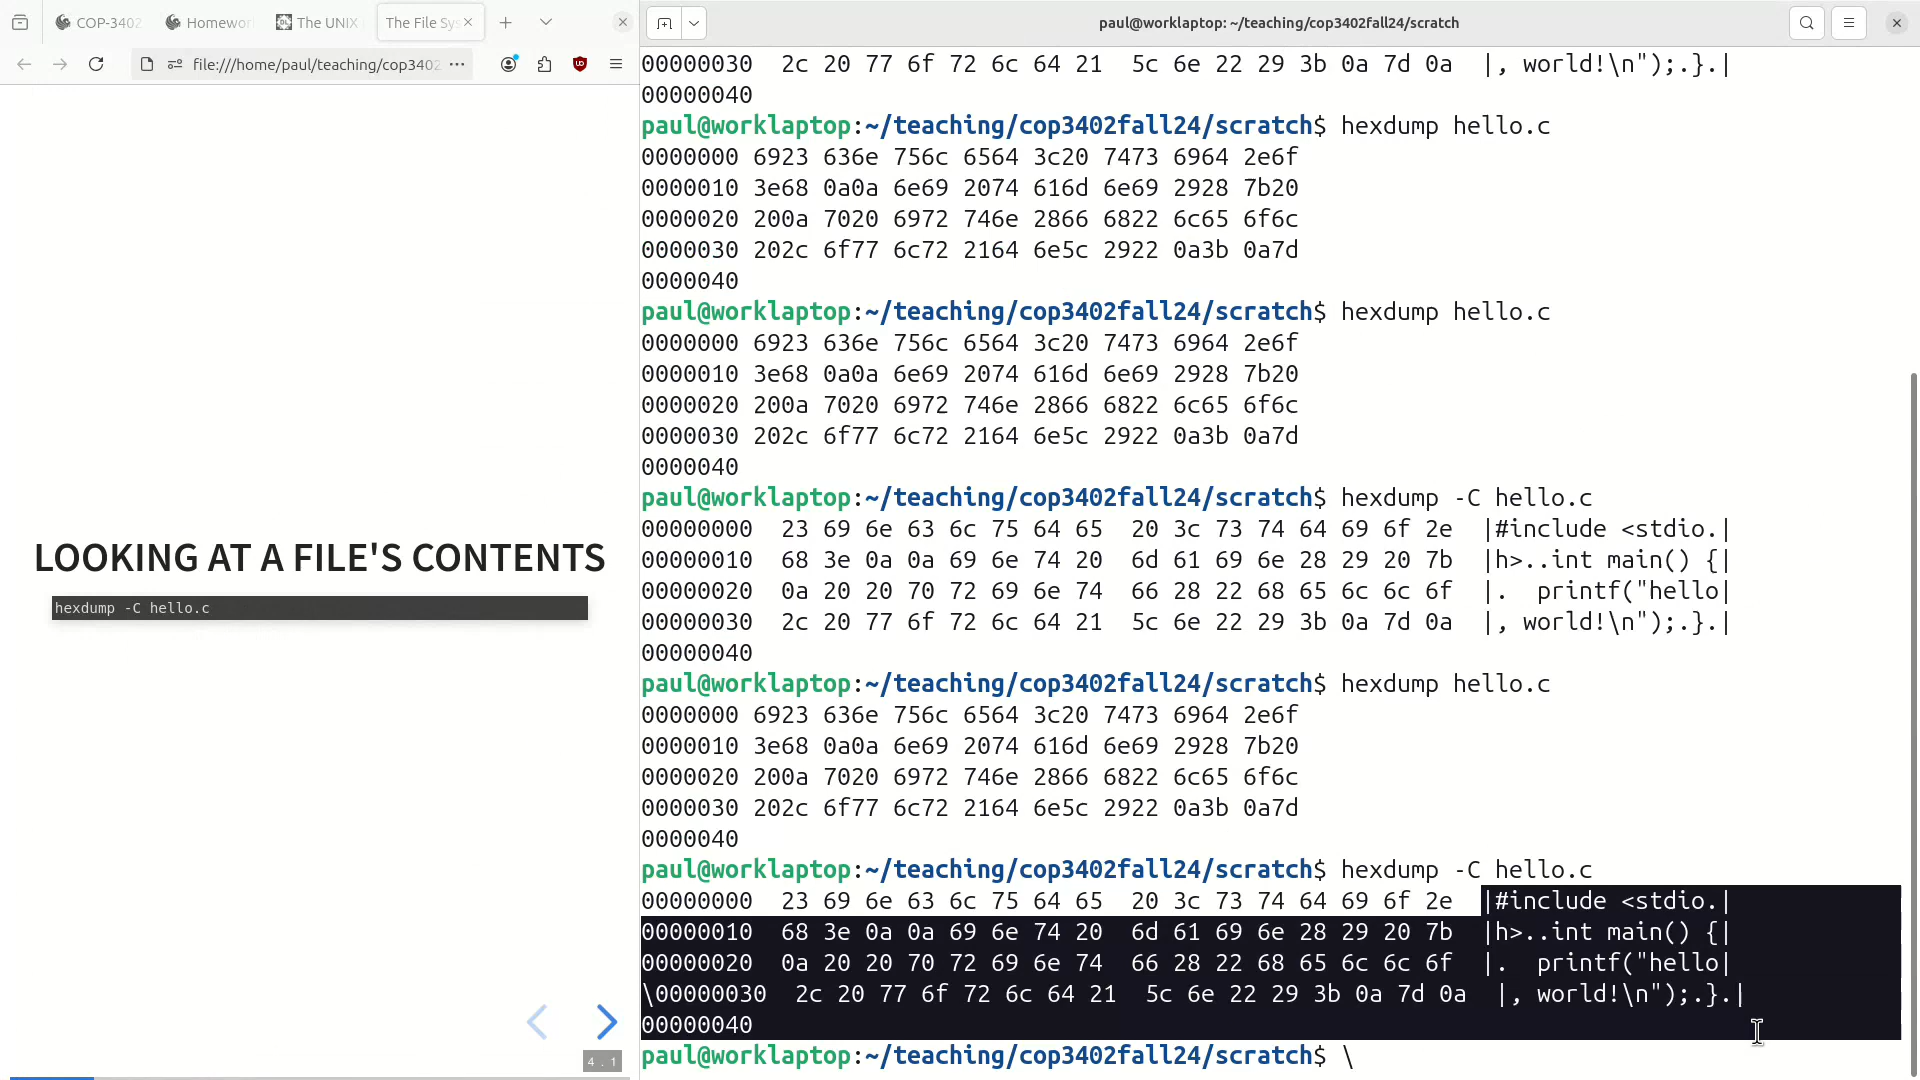 COP-3402
Homewor
The UNIX
The File Sys
file:///home/paul/teaching/cop3402
LOOKING AT A FILE'S CONTENTS
hexdump -C hello.c
4 . 1
paul@worklaptop: ~/teaching/cop3402fall24/scratch
00000030  2c 20 77 6f 72 6c 64 21  5c 6e 22 29 3b 0a 7d 0a  |, world!\n");.}.|
00000040
paul@worklaptop:~/teaching/cop3402fall24/scratch$ hexdump hello.c
0000000 6923 636e 756c 6564 3c20 7473 6964 2e6f
0000010 3e68 0a0a 6e69 2074 616d 6e69 2928 7b20
0000020 200a 7020 6972 746e 2866 6822 6c65 6f6c
0000030 202c 6f77 6c72 2164 6e5c 2922 0a3b 0a7d
0000040
paul@worklaptop:~/teaching/cop3402fall24/scratch$ hexdump hello.c
0000000 6923 636e 756c 6564 3c20 7473 6964 2e6f
0000010 3e68 0a0a 6e69 2074 616d 6e69 2928 7b20
0000020 200a 7020 6972 746e 2866 6822 6c65 6f6c
0000030 202c 6f77 6c72 2164 6e5c 2922 0a3b 0a7d
0000040
paul@worklaptop:~/teaching/cop3402fall24/scratch$ hexdump -C hello.c
00000000  23 69 6e 63 6c 75 64 65  20 3c 73 74 64 69 6f 2e  |#include <stdio.|
00000010  68 3e 0a 0a 69 6e 74 20  6d 61 69 6e 28 29 20 7b  |h>..int main() {|
00000020  0a 20 20 70 72 69 6e 74  66 28 22 68 65 6c 6c 6f  |.  printf("hello|
00000030  2c 20 77 6f 72 6c 64 21  5c 6e 22 29 3b 0a 7d 0a  |, world!\n");.}.|
00000040
paul@worklaptop:~/teaching/cop3402fall24/scratch$ hexdump hello.c
0000000 6923 636e 756c 6564 3c20 7473 6964 2e6f
0000010 3e68 0a0a 6e69 2074 616d 6e69 2928 7b20
0000020 200a 7020 6972 746e 2866 6822 6c65 6f6c
0000030 202c 6f77 6c72 2164 6e5c 2922 0a3b 0a7d
0000040
paul@worklaptop:~/teaching/cop3402fall24/scratch$ hexdump -C hello.c
00000000  23 69 6e 63 6c 75 64 65  20 3c 73 74 64 69 6f 2e  |#include <stdio.|
00000010  68 3e 0a 0a 69 6e 74 20  6d 61 69 6e 28 29 20 7b  |h>..int main() {|
00000020  0a 20 20 70 72 69 6e 74  66 28 22 68 65 6c 6c 6f  |.  printf("hello|
\00000030  2c 20 77 6f 72 6c 64 21  5c 6e 22 29 3b 0a 7d 0a  |, world!\n");.}.|
00000040
paul@worklaptop:~/teaching/cop3402fall24/scratch$ \